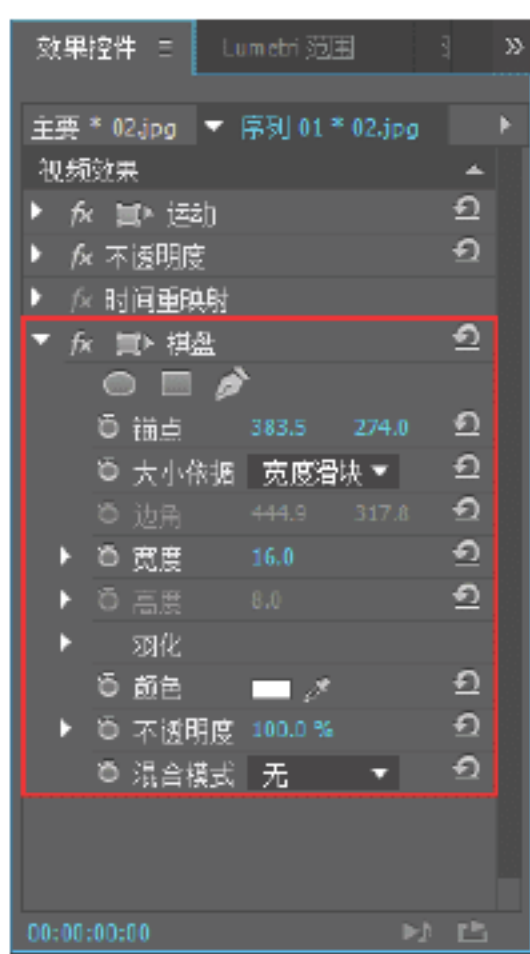 效果控件 ≡ Lumetri 范围 »
主要 * 02.jpg 序列 01 * 02.jpg
视频效果
fx 运动
fx 不透明度
fx 时间重映射
fx 棋盘
锚点 383.5 274.0
大小依据 宽度滑块
边角 444.9 317.8
宽度 16.0
高度 8.0
羽化
颜色
不透明度 100.0 %
混合模式 无
00:00:00:00